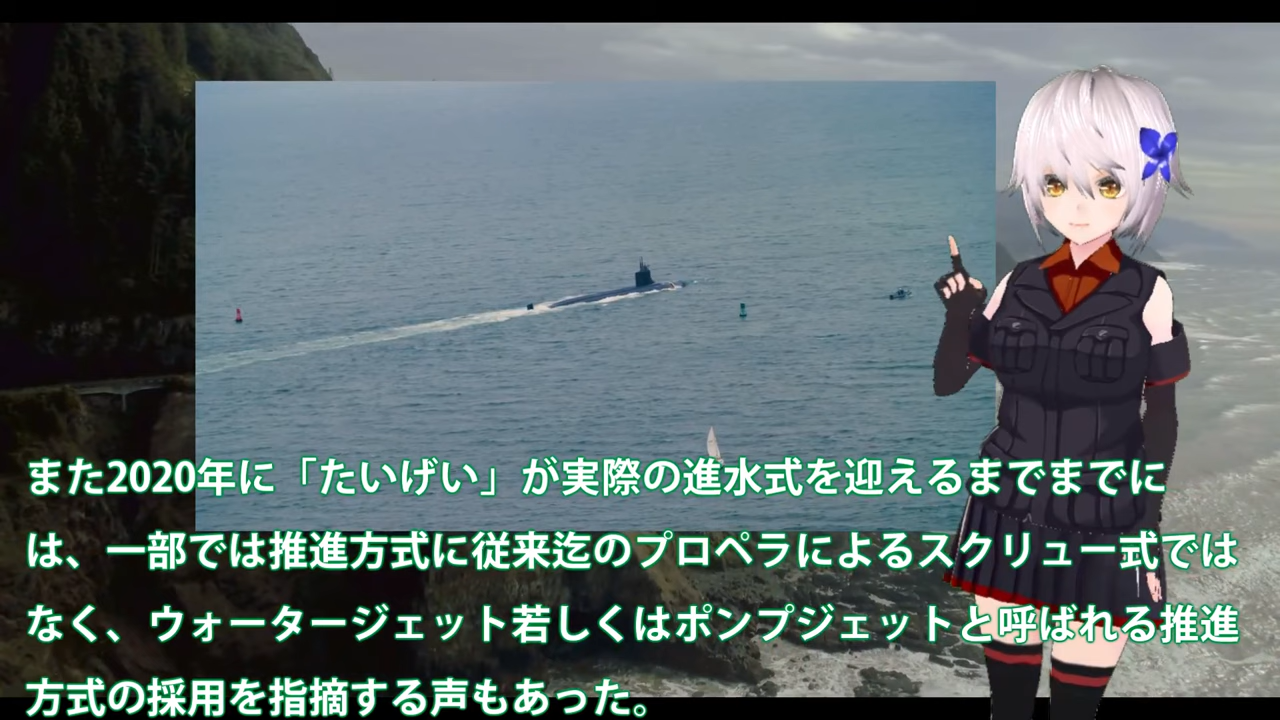 また2020年に「たいげい」が実際の進水式を迎えるまでまでに
は、一部では推進方式に従来迄のプロペラによるスクリュー式では
なく、ウォータージェット若しくはポンプジェットと呼ばれる推進
方式の採用を指摘する声もあった。